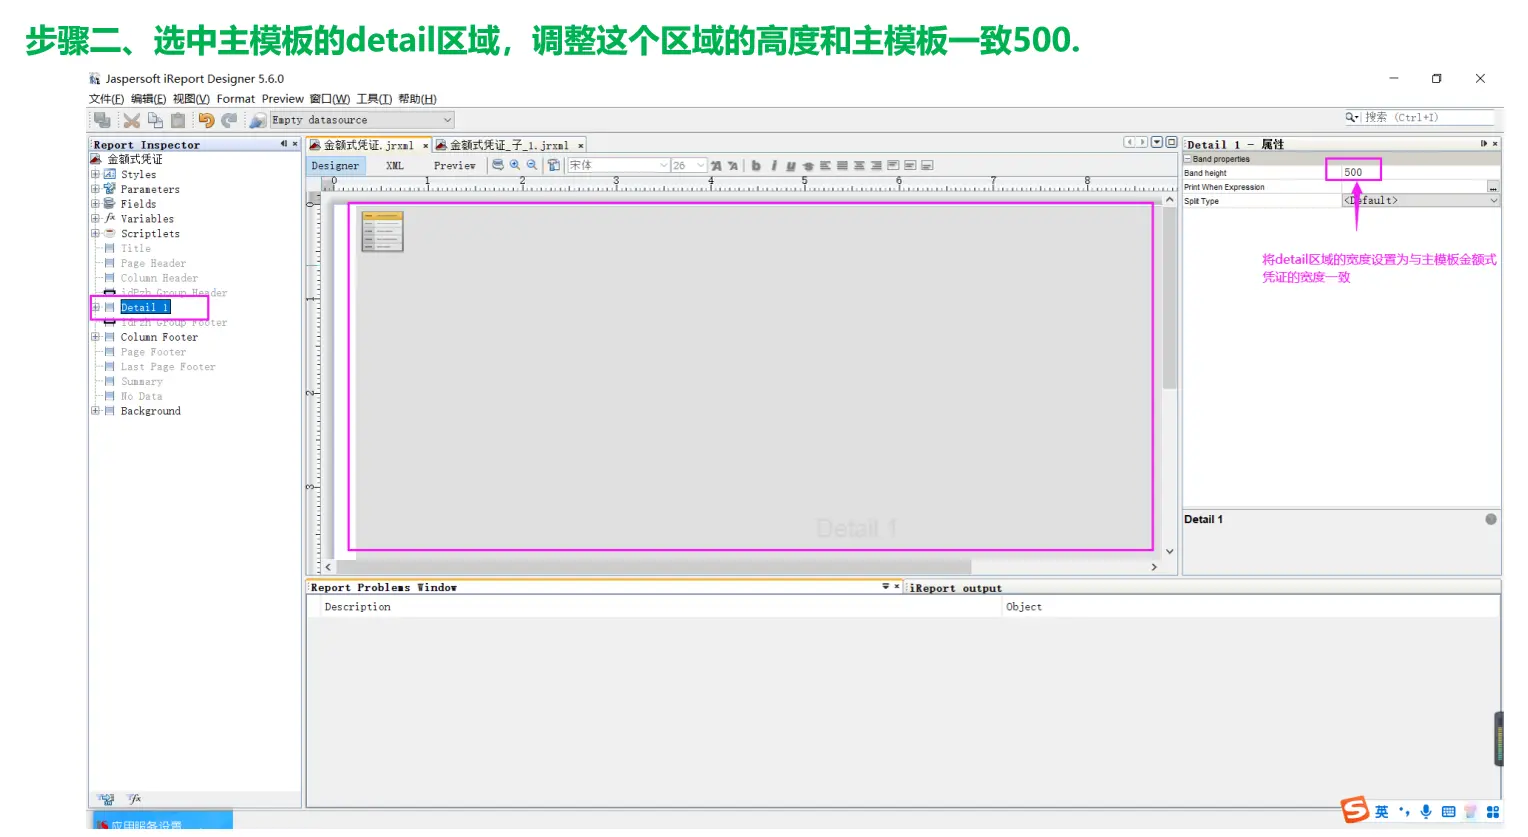 步骤二、选中主模板的detail区域，调整这个区域的高度和主模板一致500.
Jaspersoft iReport Designer 5.6.0
文件(F) 编辑(E) 视图(V) Format Preview 窗口(W) 工具(T) 帮助(H)
Empty datasource
搜索 (Ctrl+I)
Report Inspector
金额式凭证
Styles
Parameters
Fields
Variables
Scriptlets
Title
Page Header
Column Header
idPzh Group Header
Detail 1
idPzh Group Footer
Column Footer
Page Footer
Last Page Footer
Summary
No Data
Background
金额式凭证.jrxml
金额式凭证_子_1.jrxml
Designer XML Preview 宋体 26
0 1 2 3 4 5 6 7 8
0
1
2
3
Detail 1
Detail 1 - 属性
Band properties
Band height 500
Print When Expression
Split Type <Default>
将detail区域的宽度设置为与主模板金额式
凭证的宽度一致
Detail 1
Report Problems Window
iReport output
Description Object
应用服务设置
英